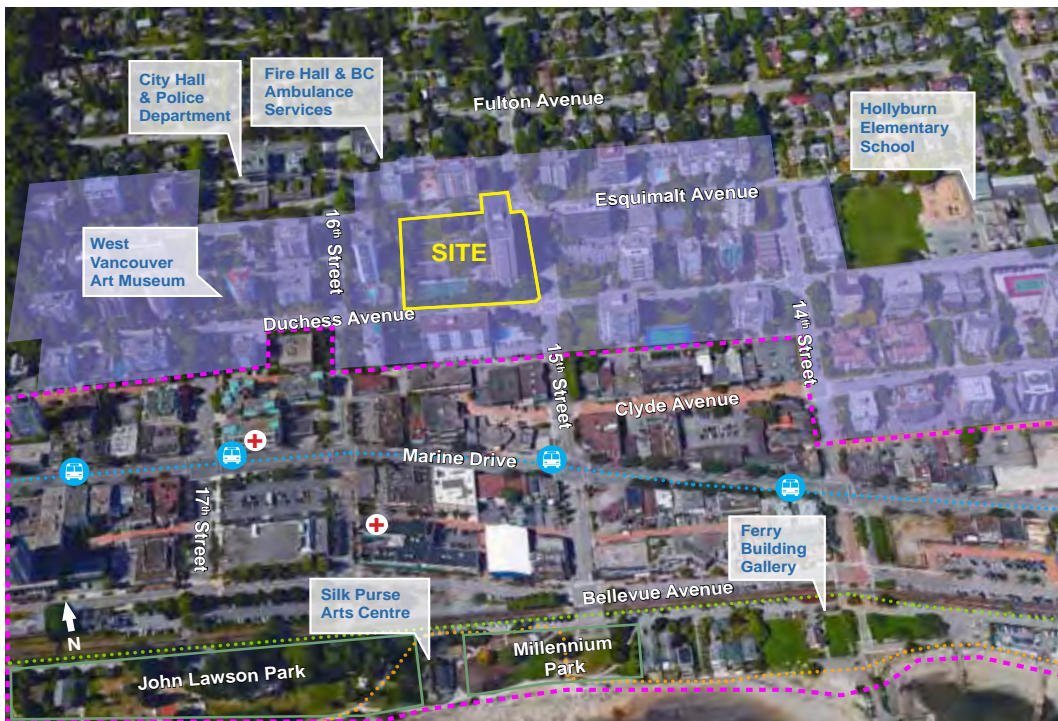 City Hall
& Police
Department
Fire Hall & BC
Ambulance
Services
Fulton Avenue
Hollyburn
Elementary
School
Esquimalt Avenue
16th Street
SITE
West
Vancouver
Art Museum
Duchess Avenue
14th Street
15th Street
Clyde Avenue
Marine Drive
17th Street
Ferry
Building
Gallery
Bellevue Avenue
Silk Purse
Arts Centre
N
Millennium
Park
John Lawson Park